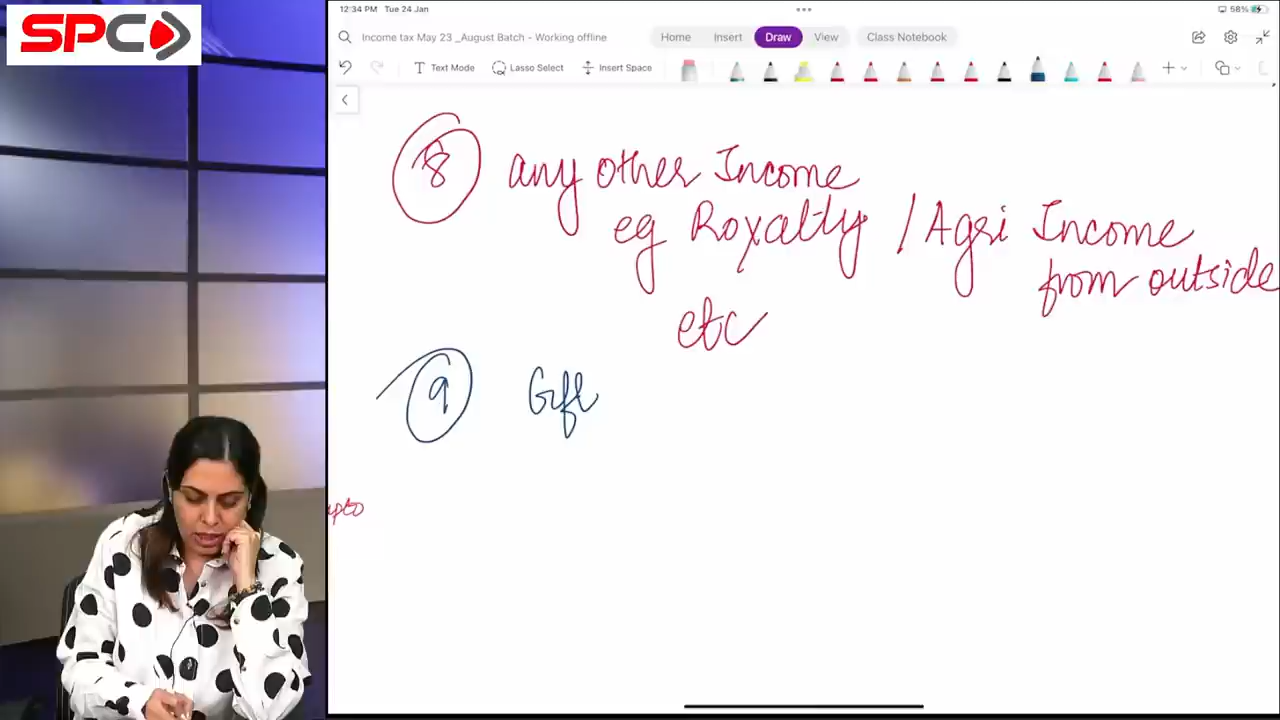 SPC
12:34 PM Tue 24 Jan
58%
Income tax May 23 _August Batch - Working offline
Home Insert Draw View Class Notebook
Text Mode Lasso Select Insert Space
8 any other Income
eg Royalty / Agri Income
from outside
etc
9 Gift